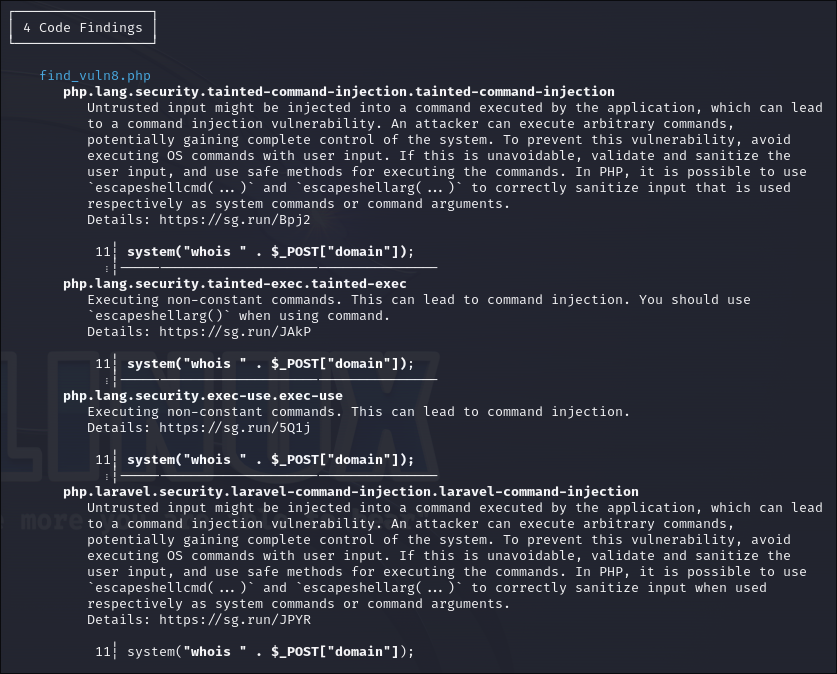 4 Code Findings
find_vuln8.php
php.lang.security.tainted-command-injection.tainted-command-injection
Untrusted input might be injected into a command executed by the application, which can lead
to a command injection vulnerability. An attacker can execute arbitrary commands,
potentially gaining complete control of the system. To prevent this vulnerability, avoid
executing OS commands with user input. If this is unavoidable, validate and sanitize the
user input, and use safe methods for executing the commands. In PHP, it is possible to use
`escapeshellcmd(...)` and `escapeshellarg(...)` to correctly sanitize input that is used
respectively as system commands or command arguments.
Details: https://sg.run/Bpj2
11┆ system("whois " . $_POST["domain"]);
⋮┆----------------------------------------
php.lang.security.tainted-exec.tainted-exec
Executing non-constant commands. This can lead to command injection. You should use
`escapeshellarg()` when using command.
Details: https://sg.run/JAkP
11┆ system("whois " . $_POST["domain"]);
⋮┆----------------------------------------
php.lang.security.exec-use.exec-use
Executing non-constant commands. This can lead to command injection.
Details: https://sg.run/5Q1j
11┆ system("whois " . $_POST["domain"]);
⋮┆----------------------------------------
php.laravel.security.laravel-command-injection.laravel-command-injection
Untrusted input might be injected into a command executed by the application, which can lead
to a command injection vulnerability. An attacker can execute arbitrary commands,
potentially gaining complete control of the system. To prevent this vulnerability, avoid
executing OS commands with user input. If this is unavoidable, validate and sanitize the
user input, and use safe methods for executing the commands. In PHP, it is possible to use
`escapeshellcmd(...)` and `escapeshellarg(...)` to correctly sanitize input when used
respectively as system commands or command arguments.
Details: https://sg.run/JPYR
11┆ system("whois " . $_POST["domain"]);
LINUX